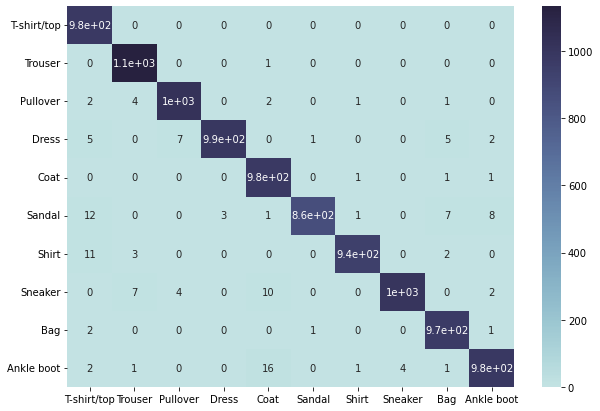 T-shirt/top 9.8e+02 0 0 0 0 0 0 0 0 0
Trouser 0 1.1e+03 0 0 1 0 0 0 0 0
Pullover 2 4 1e+03 0 2 0 1 0 1 0
Dress 5 0 7 9.9e+02 0 1 0 0 5 2
Coat 0 0 0 0 9.8e+02 0 1 0 1 1
Sandal 12 0 0 3 1 8.6e+02 1 0 7 8
Shirt 11 3 0 0 0 0 9.4e+02 0 2 0
Sneaker 0 7 4 0 10 0 0 1e+03 0 2
Bag 2 0 0 0 0 1 0 0 9.7e+02 1
Ankle boot 2 1 0 0 16 0 1 4 1 9.8e+02
T-shirt/top Trouser Pullover Dress Coat Sandal Shirt Sneaker Bag Ankle boot
1000
800
600
400
200
0